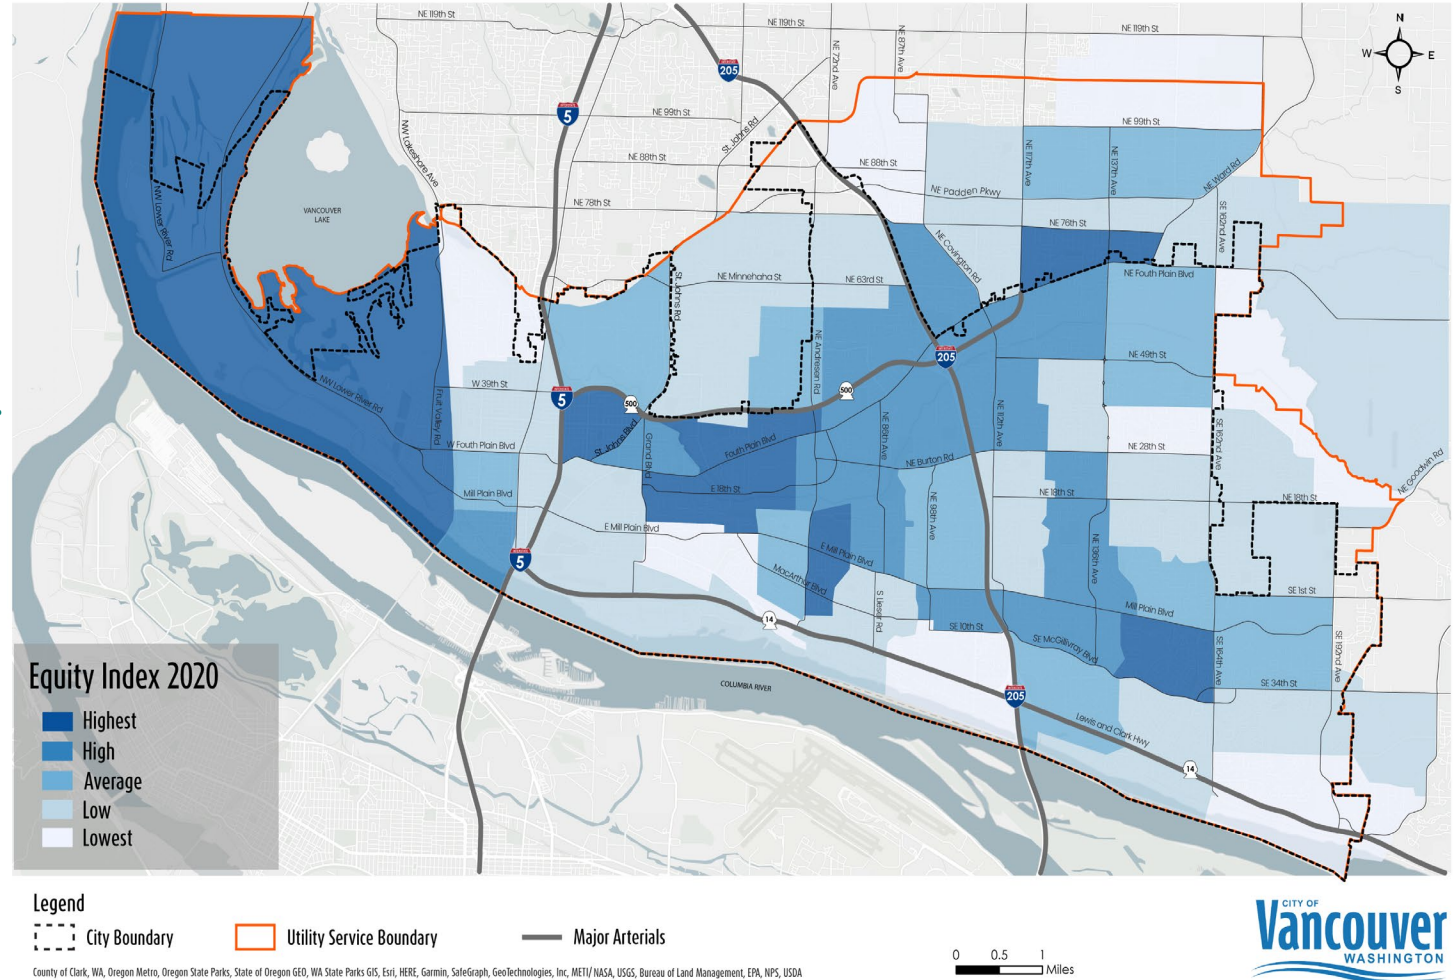 NE 119th St
NE 119th St
NE 119th St
N
W
E
S
205
NE 72nd Ave
NE 87th Ave
5
NE 99th St
NE 99th St
St Johns Rd
NW Lakeshore Ave
NE 88th St
NE 88th St
NE 117th Ave
NE 137th Ave
NE Ward Rd
NE Padden Pkwy
NW Lower River Rd
VANCOUVER
LAKE
NE 78th St
NE 76th St
SE 162nd Ave
NE Covington Rd
NE Minnehaha St
NE 63rd St
NE Fouth Plain Blvd
St Johns Rd
NE Andreson Rd
205
NE 49th St
NW Lower River Rd
W 39th St
5
500
500
Fruit Valley Rd
W Fouth Plain Blvd
St Johns Blvd
Grand Blvd
Fouth Plain Blvd
NE 86th Ave
NE 112th Ave
NE 28th St
SE 162nd Ave
NE Burton Rd
NE Goodwin Rd
Mill Plain Blvd
E 18th St
NE 18th St
NE 18th St
NE 98th Ave
E Mill Plain Blvd
E Mill Plain Blvd
NE 136th Ave
5
MacArthur Blvd
S Lieser Rd
SE 1st St
Mill Plain Blvd
14
SE 10th St
SE McGillivray Blvd
SE 164th Ave
SE 192nd Ave
COLUMBIA RIVER
205
SE 34th St
Lewis and Clark Hwy
14
Equity Index 2020
Highest
High
Average
Low
Lowest
Legend
City Boundary
Utility Service Boundary
Major Arterials
0 0.5 1
Miles
CITY OF
Vancouver
WASHINGTON
County of Clark, WA, Oregon Metro, Oregon State Parks, State of Oregon GEO, WA State Parks GIS, Esri, HERE, Garmin, SafeGraph, GeoTechnologies, Inc, METI/ NASA, USGS, Bureau of Land Management, EPA, NPS, USDA